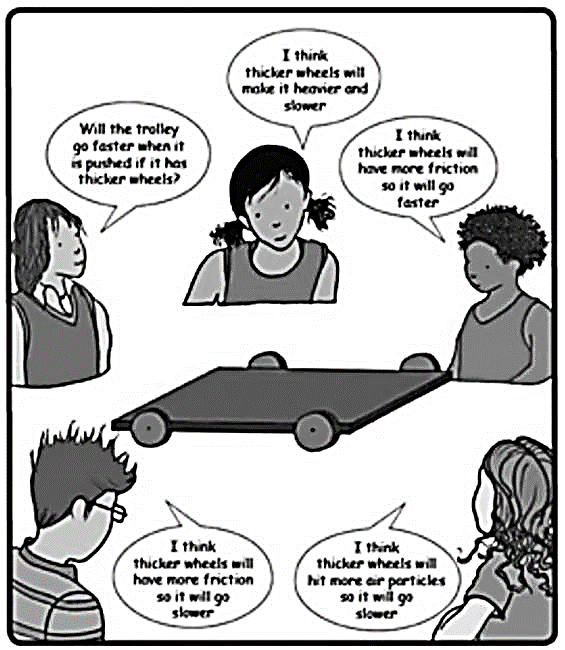 I think
thicker wheels will
make it heavier and
slower
Will the trolley
go faster when it
is pushed if it has
thicker wheels?
I think
thicker wheels will
have more friction
so it will go
faster
I think
thicker wheels will
have more friction
so it will go
slower
I think
thicker wheels will
hit more air particles
so it will go
slower